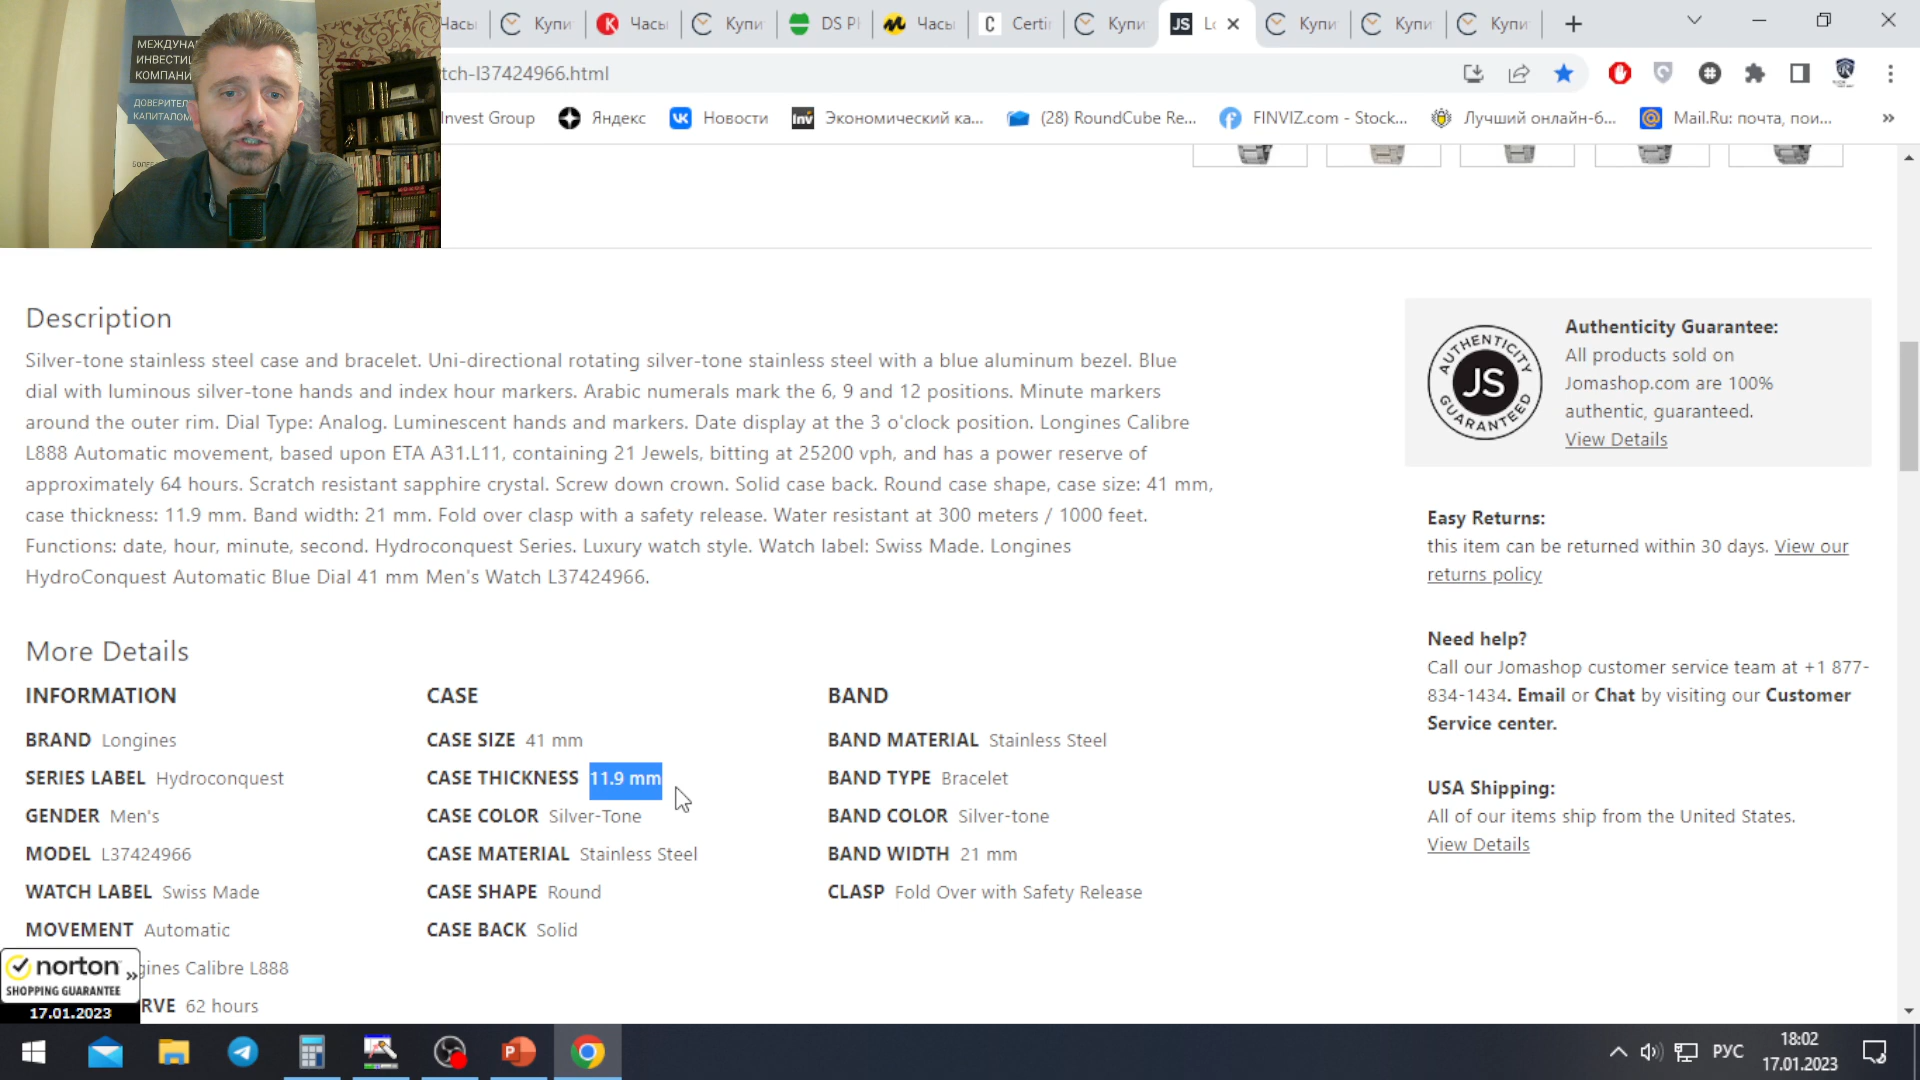 МЕЖДУНА
ИНВЕСТИЦ
КОМПАНИ
ДОВЕРИТЕЛ
КАПИТАЛОМ
БОЛЕЕ
Часы
Купи
Часы
Купи
DS Pl
Часы
Certi
Купи
JS
Купи
Купи
Купи
tch-l37424966.html
Invest Group
Яндекс
Новости
Inv
Экономический ка...
(28) RoundCube Re...
FINVIZ.com - Stock...
Лучший онлайн-б...
Mail.Ru: почта, пои...
»
Description
Silver-tone stainless steel case and bracelet. Uni-directional rotating silver-tone stainless steel with a blue aluminum bezel. Blue
dial with luminous silver-tone hands and index hour markers. Arabic numerals mark the 6, 9 and 12 positions. Minute markers
around the outer rim. Dial Type: Analog. Luminescent hands and markers. Date display at the 3 o'clock position. Longines Calibre
L888 Automatic movement, based upon ETA A31.L11, containing 21 Jewels, bitting at 25200 vph, and has a power reserve of
approximately 64 hours. Scratch resistant sapphire crystal. Screw down crown. Solid case back. Round case shape, case size: 41 mm,
case thickness: 11.9 mm. Band width: 21 mm. Fold over clasp with a safety release. Water resistant at 300 meters / 1000 feet.
Functions: date, hour, minute, second. Hydroconquest Series. Luxury watch style. Watch label: Swiss Made. Longines
HydroConquest Automatic Blue Dial 41 mm Men's Watch L37424966.
AUTHENTICITY
JS
GUARANTEED
Authenticity Guarantee:
All products sold on
Jomashop.com are 100%
authentic, guaranteed.
View Details
Easy Returns:
this item can be returned within 30 days. View our
returns policy
Need help?
Call our Jomashop customer service team at +1 877-
834-1434. Email or Chat by visiting our Customer
Service center.
USA Shipping:
All of our items ship from the United States.
View Details
More Details
INFORMATION
BRAND Longines
SERIES LABEL Hydroconquest
GENDER Men's
MODEL L37424966
WATCH LABEL Swiss Made
MOVEMENT Automatic
gines Calibre L888
RVE 62 hours
CASE
CASE SIZE 41 mm
CASE THICKNESS 11.9 mm
CASE COLOR Silver-Tone
CASE MATERIAL Stainless Steel
CASE SHAPE Round
CASE BACK Solid
BAND
BAND MATERIAL Stainless Steel
BAND TYPE Bracelet
BAND COLOR Silver-tone
BAND WIDTH 21 mm
CLASP Fold Over with Safety Release
norton »
SHOPPING GUARANTEE
17.01.2023
РУС
18:02
17.01.2023